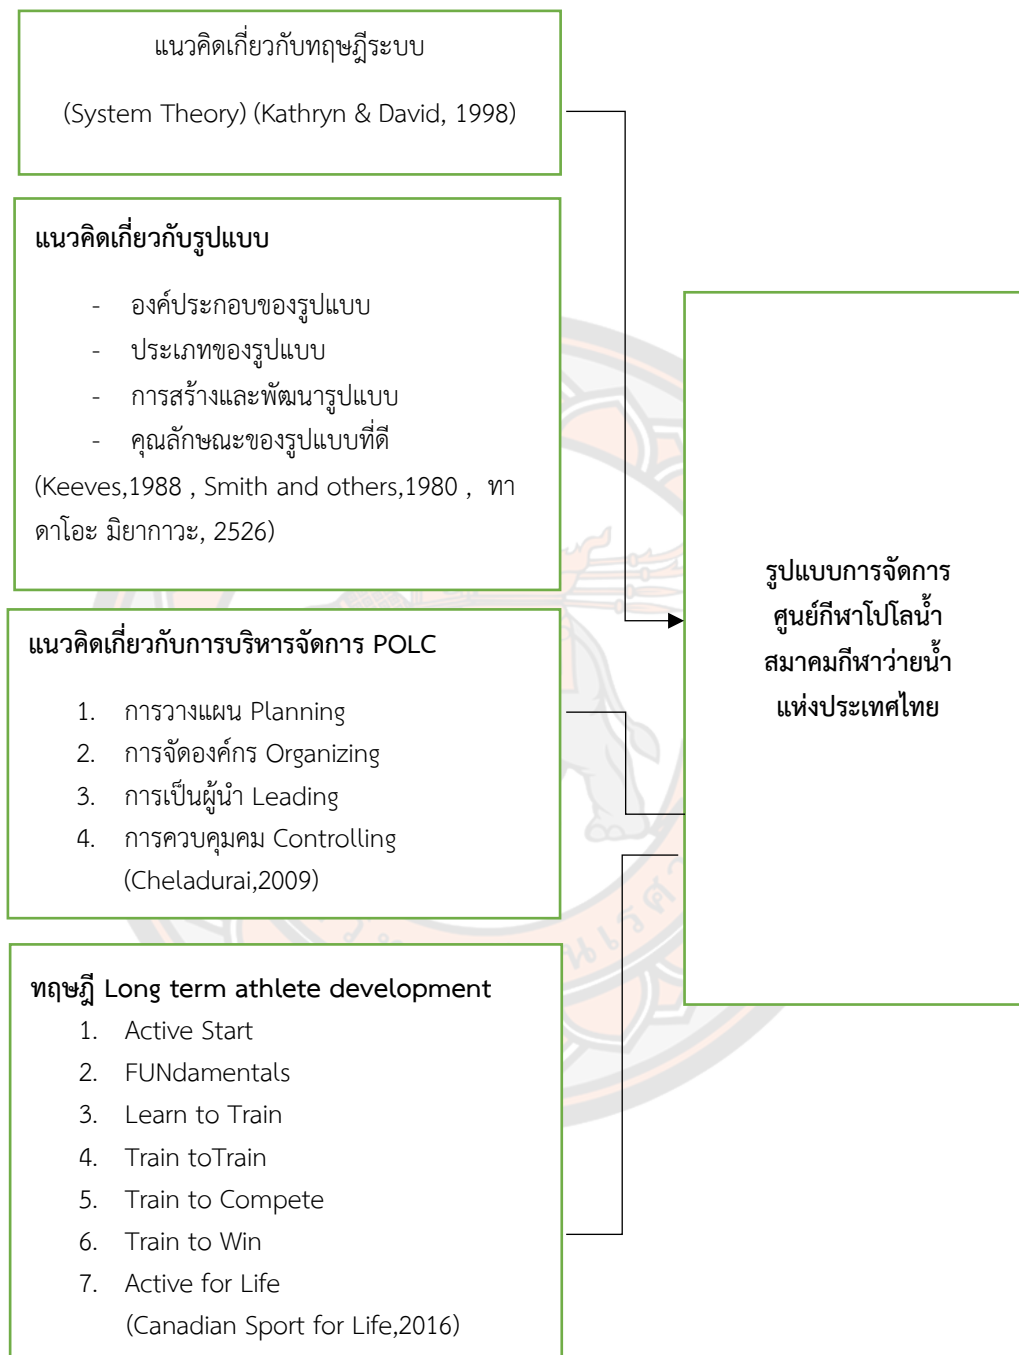 แนวคิดเกี่ยวกับทฤษฎีระบบ
(System Theory) (Kathryn & David, 1998)
แนวคิดเกี่ยวกับรูปแบบ
- องค์ประกอบของรูปแบบ
- ประเภทของรูปแบบ
- การสร้างและพัฒนารูปแบบ
- คุณลักษณะของรูปแบบที่ดี
(Keeves,1988 , Smith and others,1980 , ทา
ดาโอะ มิยากาวะ, 2526)
แนวคิดเกี่ยวกับการบริหารจัดการ POLC
1. การวางแผน Planning
2. การจัดองค์กร Organizing
3. การเป็นผู้นำ Leading
4. การควบคุมคม Controlling
(Cheladurai,2009)
ทฤษฎี Long term athlete development
1. Active Start
2. FUNdamentals
3. Learn to Train
4. Train toTrain
5. Train to Compete
6. Train to Win
7. Active for Life
(Canadian Sport for Life,2016)
รูปแบบการจัดการ
ศูนย์กีฬาโปโลน้ำ
สมาคมกีฬาว่ายน้ำ
แห่งประเทศไทย